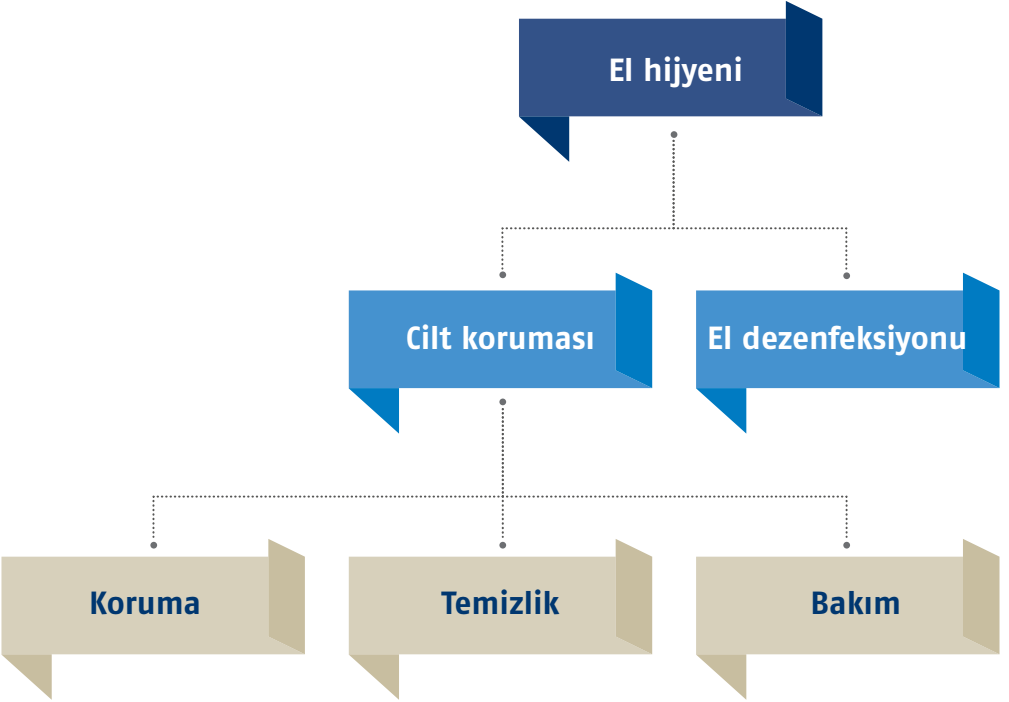 El hijyeni
Cilt koruması
El dezenfeksiyonu
Koruma
Temizlik
Bakım